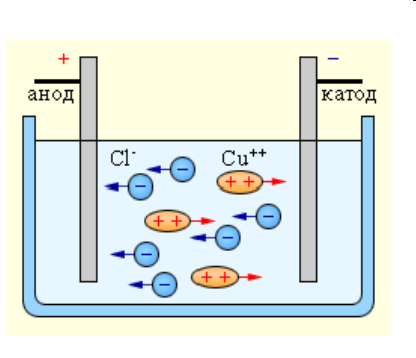 + −
анод катод
Cl⁻ Cu⁺⁺
− −
+ +
+ + −
−
−
+ +
−